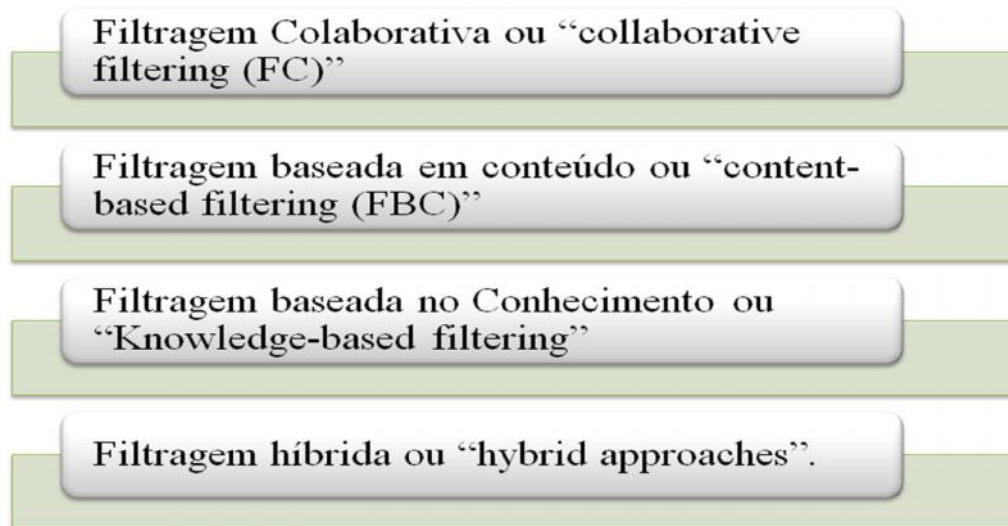 Filtragem Colaborativa ou “collaborative
filtering (FC)”
Filtragem baseada em conteúdo ou “content-
based filtering (FBC)”
Filtragem baseada no Conhecimento ou
“Knowledge-based filtering”
Filtragem híbrida ou “hybrid approaches”.